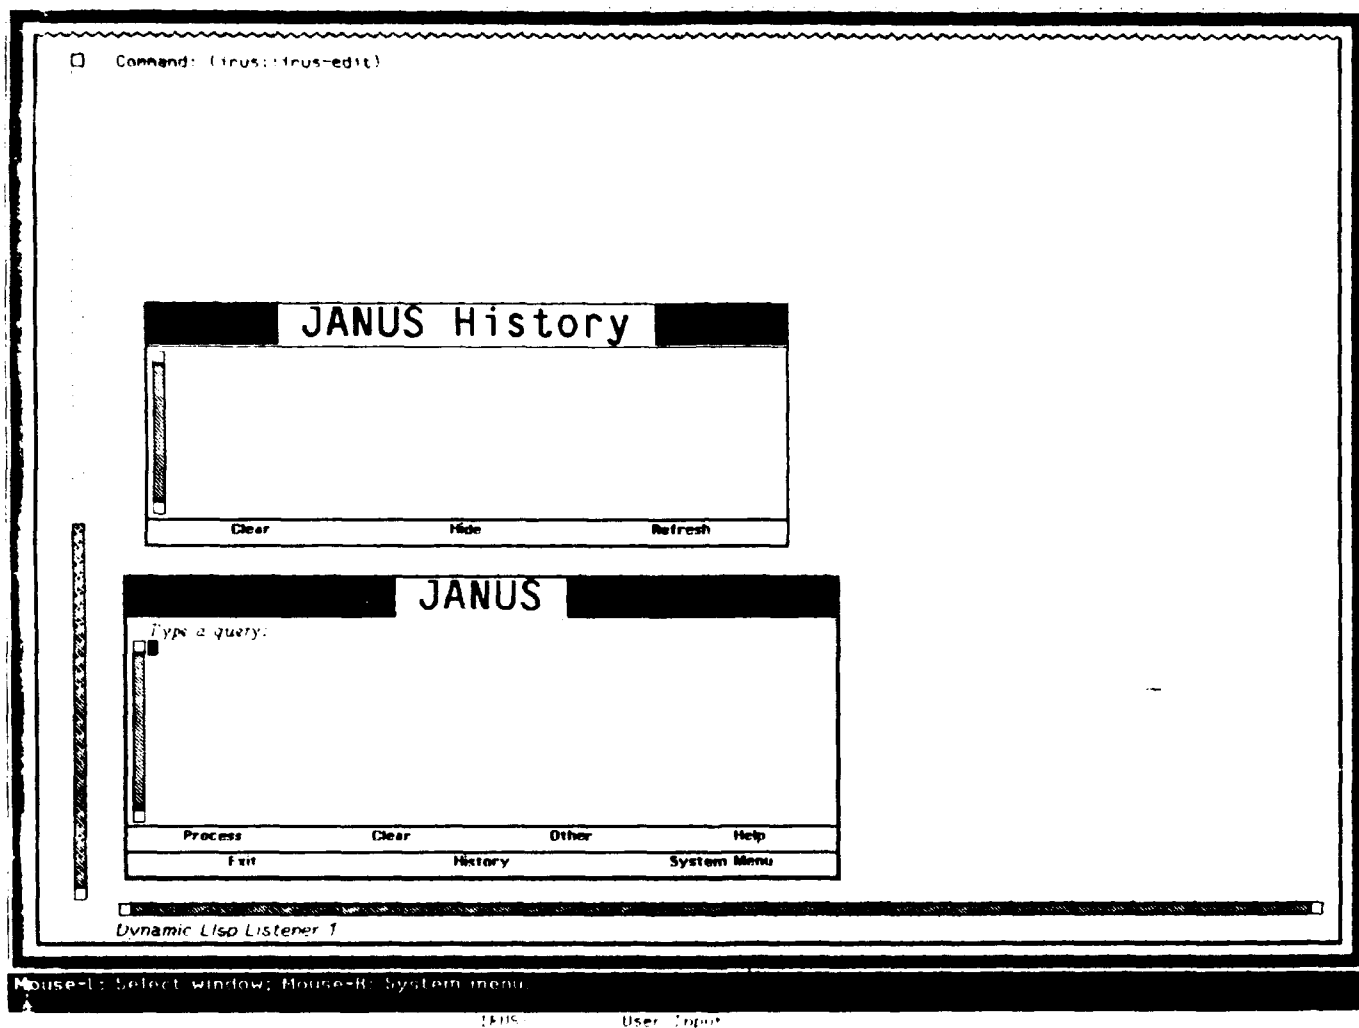 Command: (irus::irus-edit)
JANUS History
Clear Hide Refresh
JANUS
Type a query:
Process Clear Other Help
Exit History System Menu
Dynamic Lisp Listener 1
Mouse-L: Select window; Mouse-R: System menu.
IRUS: User Input